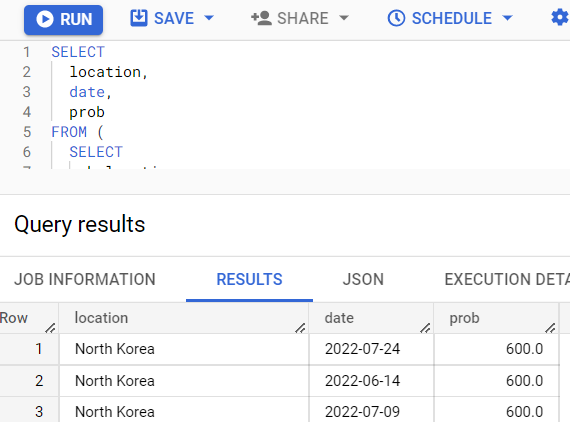 RUN SAVE SHARE SCHEDULE
1 SELECT
2 location,
3 date,
4 prob
5 FROM (
6 SELECT
Query results
JOB INFORMATION RESULTS JSON EXECUTION DETA
Row location date prob
1 North Korea 2022-07-24 600.0
2 North Korea 2022-06-14 600.0
3 North Korea 2022-07-09 600.0